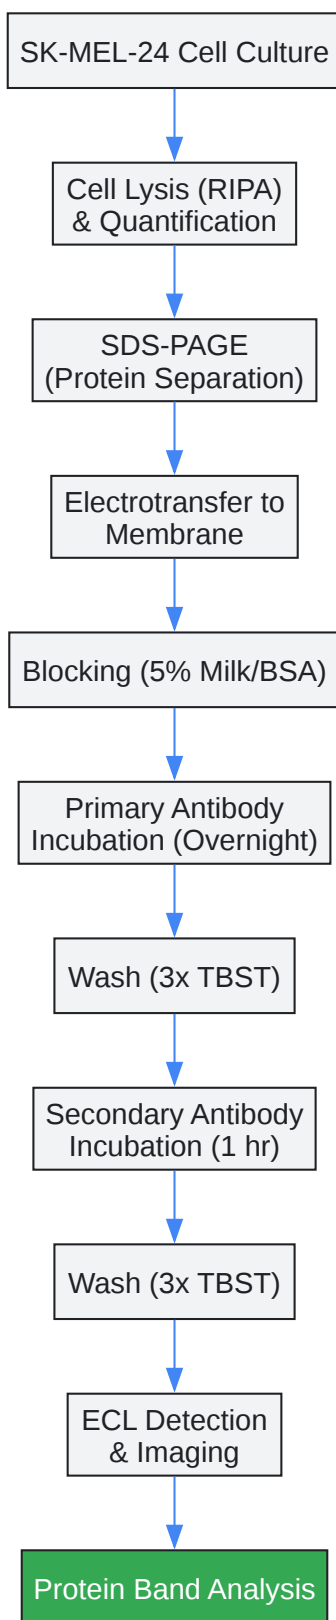 SK-MEL-24 Cell Culture
Cell Lysis (RIPA)
& Quantification
SDS-PAGE
(Protein Separation)
Electrotransfer to
Membrane
Blocking (5% Milk/BSA)
Primary Antibody
Incubation (Overnight)
Wash (3x TBST)
Secondary Antibody
Incubation (1 hr)
Wash (3x TBST)
ECL Detection
& Imaging
Protein Band Analysis